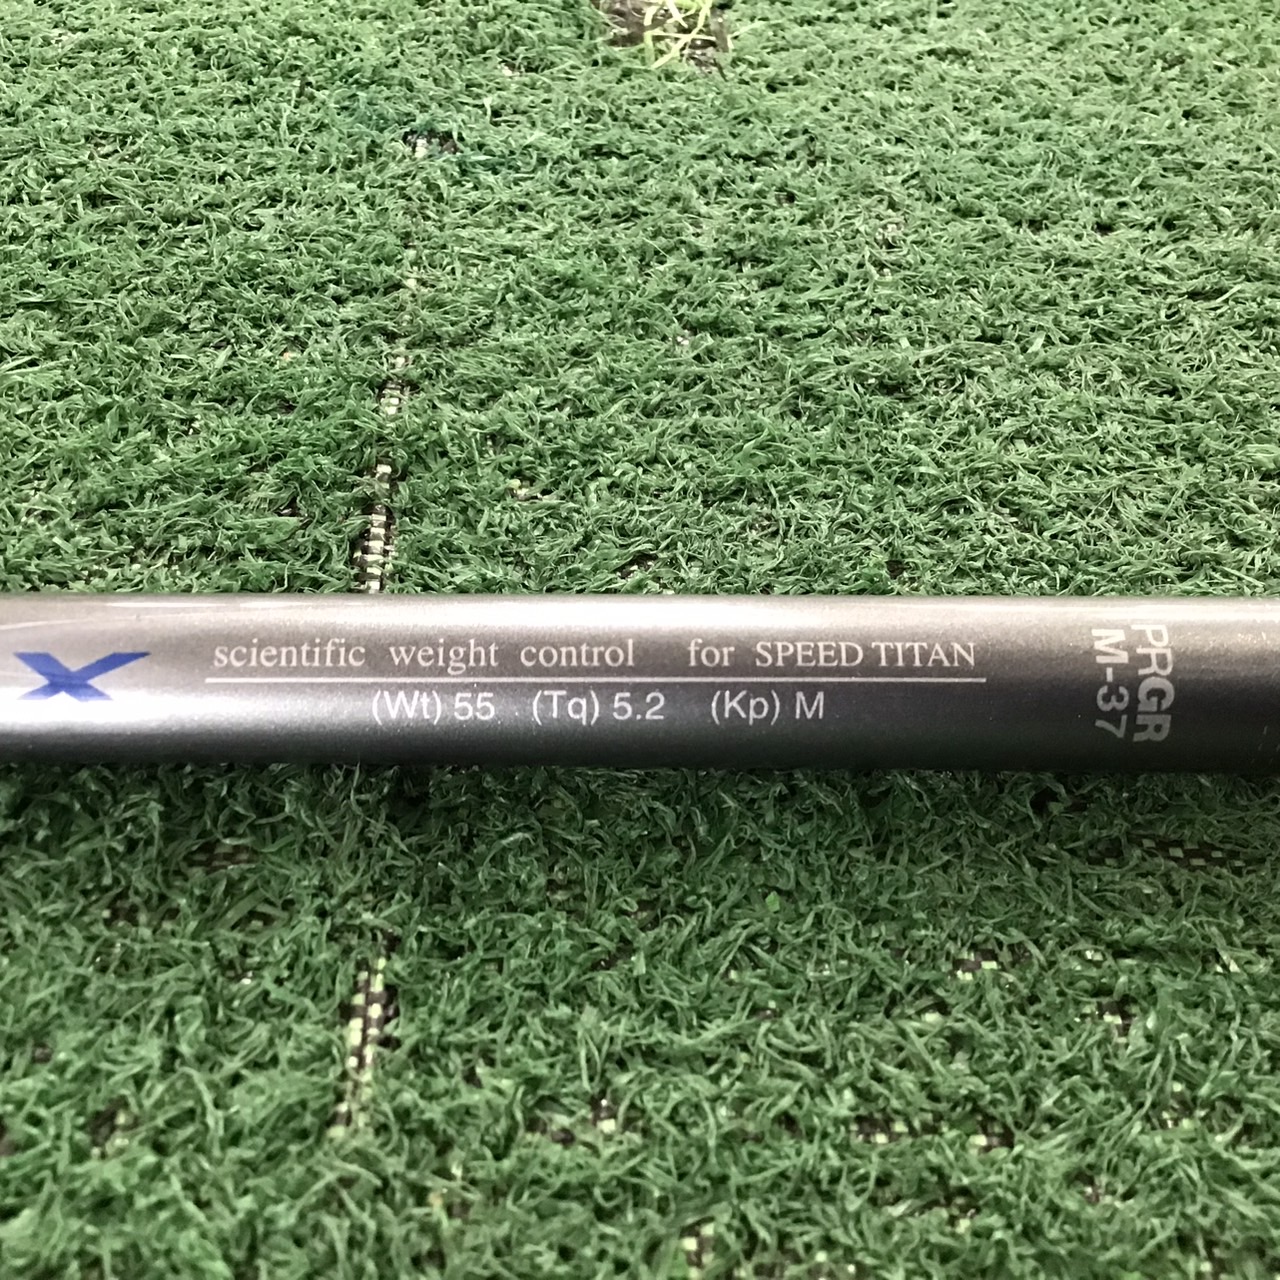 X
scientific weight control for SPEED TITAN
(Wt) 55 (Tq) 5.2 (Kp) M
PRGR
M-37